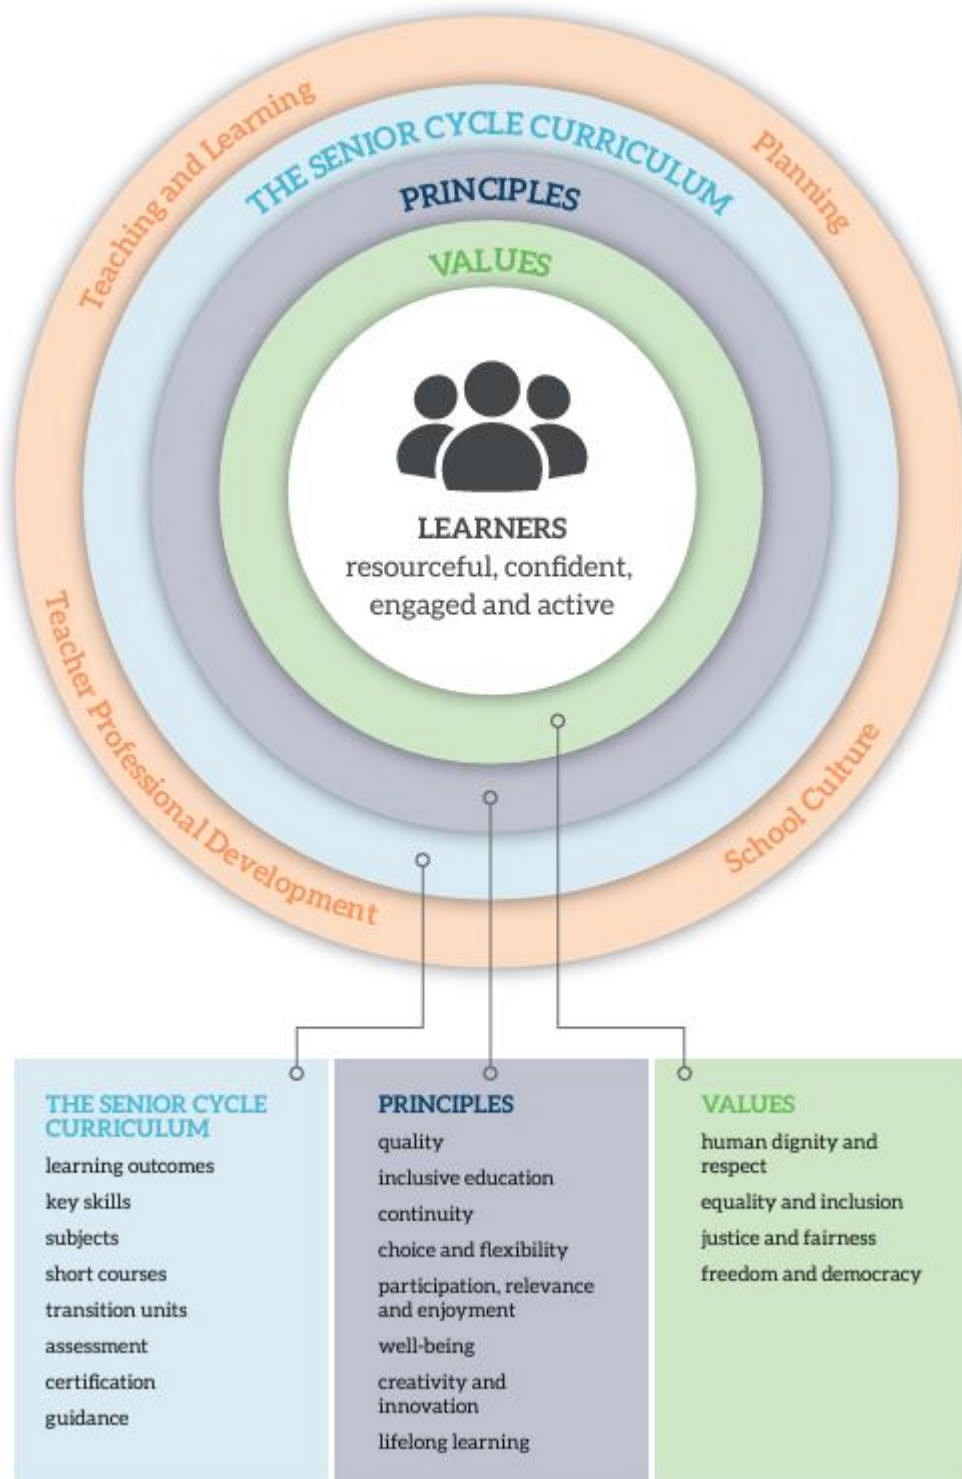 Teaching and Learning
Planning
THE SENIOR CYCLE CURRICULUM
PRINCIPLES
VALUES
LEARNERS
resourceful, confident,
engaged and active
Teacher Professional Development
School Culture
THE SENIOR CYCLE
CURRICULUM
learning outcomes
key skills
subjects
short courses
transition units
assessment
certification
guidance
PRINCIPLES
quality
inclusive education
continuity
choice and flexibility
participation, relevance
and enjoyment
well-being
creativity and
innovation
lifelong learning
VALUES
human dignity and
respect
equality and inclusion
justice and fairness
freedom and democracy